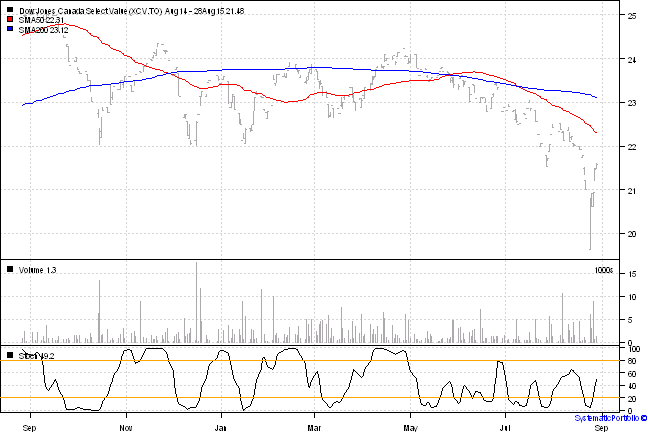 Dow Jones Canada Select Value (XCV.TO) Aug 14 - 28Aug15 21.48
SMA50 22.31
SMA200 23.12
25
24
23
22
21
20
Volume 1.3
1000s
15
10
5
0
49.2
100
80
60
40
20
0
Sep Nov Jan Mar May Jul Sep
SystematicPortfolio ©